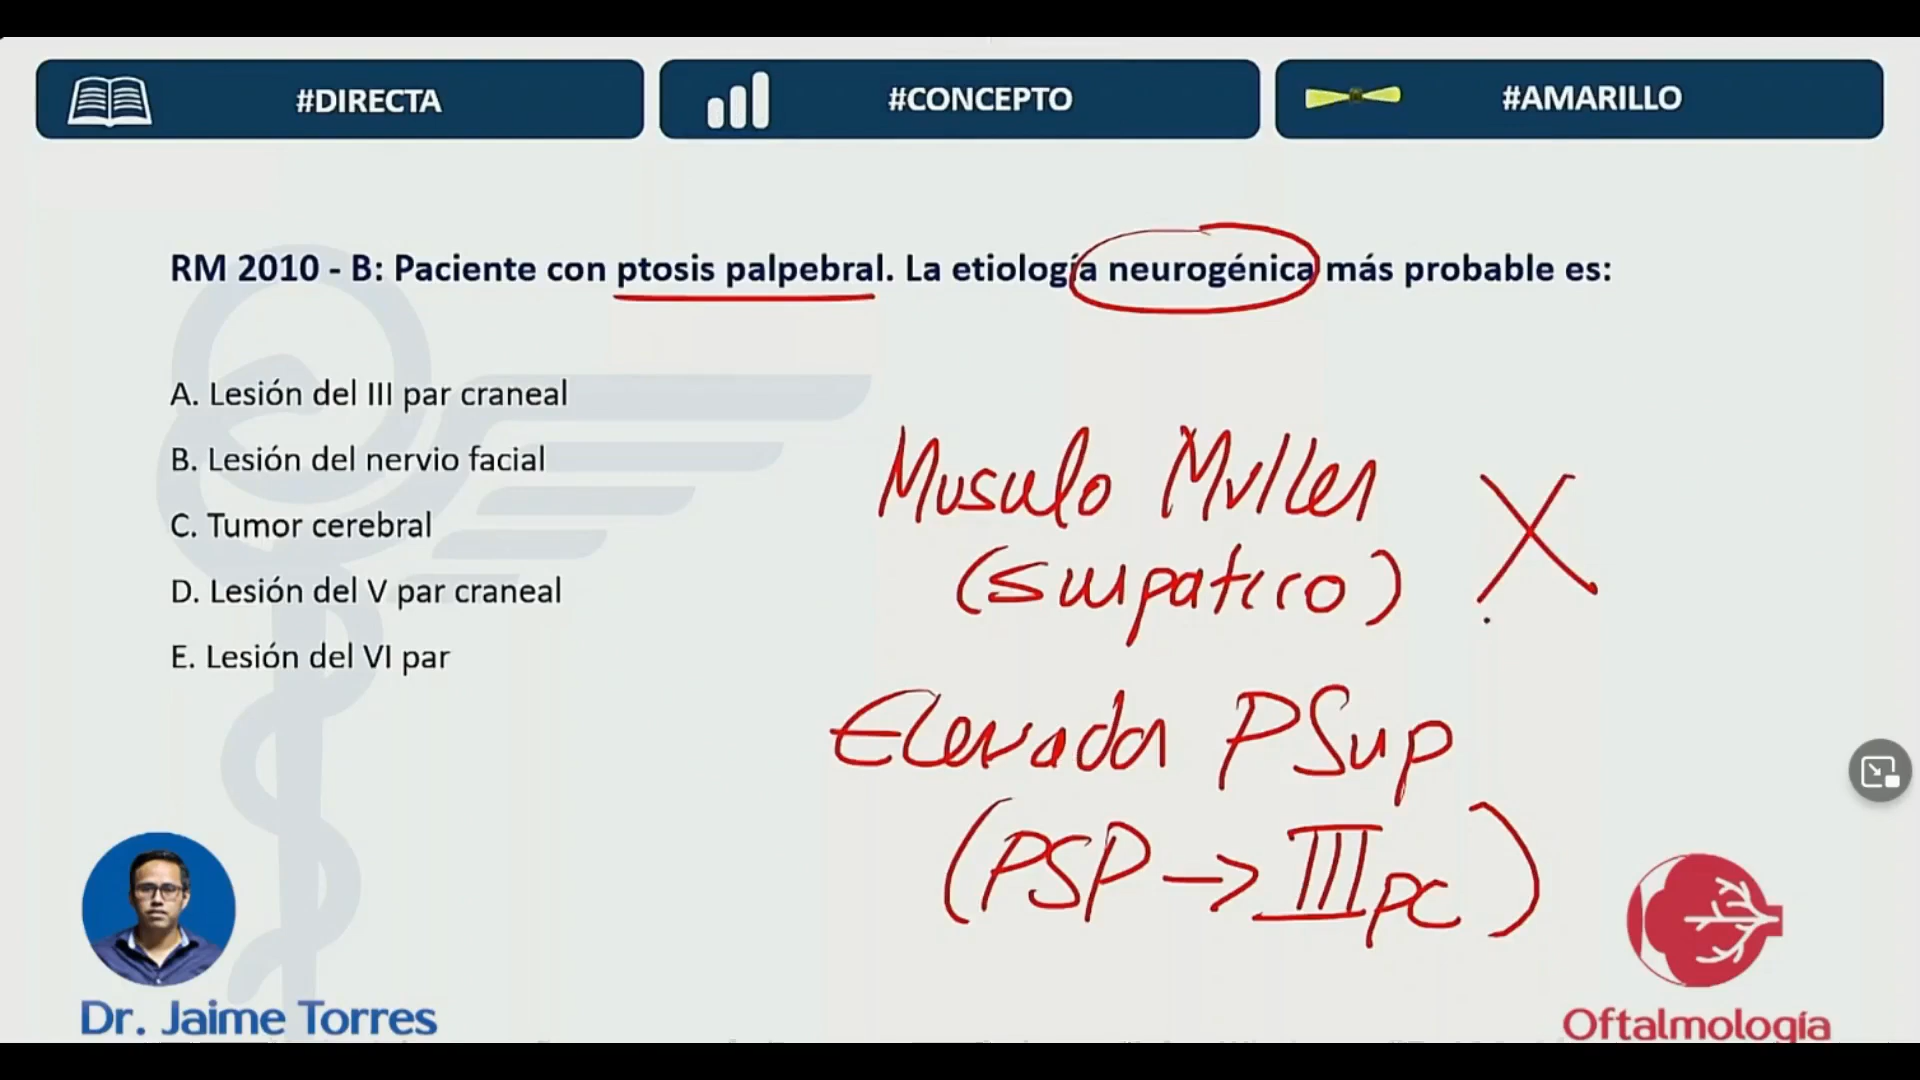 #DIRECTA
#CONCEPTO
#AMARILLO
RM 2010 - B: Paciente con ptosis palpebral. La etiología neurogénica más probable es:
A. Lesión del III par craneal
B. Lesión del nervio facial
C. Tumor cerebral
D. Lesión del V par craneal
E. Lesión del VI par
Musculo Muller
(simpatico)
Elevador PSup
(PSP → III pc)
Dr. Jaime Torres
Oftalmología